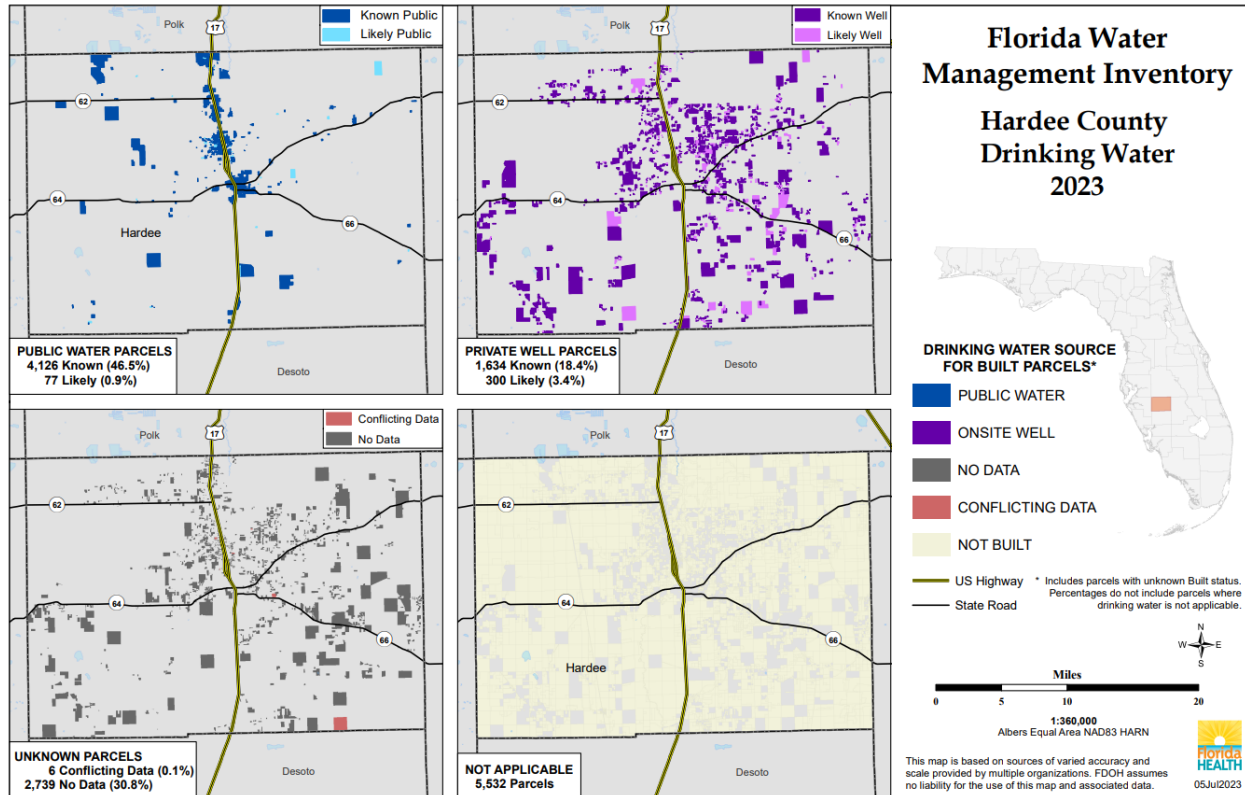 Polk
17
Known Public
Likely Public
62
64
66
Hardee
PUBLIC WATER PARCELS
4,126 Known (46.5%)
77 Likely (0.9%)
Desoto
Polk
17
Known Well
Likely Well
62
64
66
PRIVATE WELL PARCELS
1,634 Known (18.4%)
300 Likely (3.4%)
Desoto
Polk
17
Conflicting Data
No Data
62
64
66
UNKNOWN PARCELS
6 Conflicting Data (0.1%)
2,739 No Data (30.8%)
Desoto
Polk
17
62
64
66
Hardee
NOT APPLICABLE
5,532 Parcels
Desoto
Florida Water
Management Inventory
Hardee County
Drinking Water
2023
DRINKING WATER SOURCE
FOR BUILT PARCELS*
PUBLIC WATER
ONSITE WELL
NO DATA
CONFLICTING DATA
NOT BUILT
US Highway
State Road
* Includes parcels with unknown Built status.
Percentages do not include parcels where
drinking water is not applicable.
N
W E
S
Miles
0 5 10 20
1:360,000
Albers Equal Area NAD83 HARN
This map is based on sources of varied accuracy and
scale provided by multiple organizations. FDOH assumes
no liability for the use of this map and associated data.
Florida
HEALTH
05Jul2023